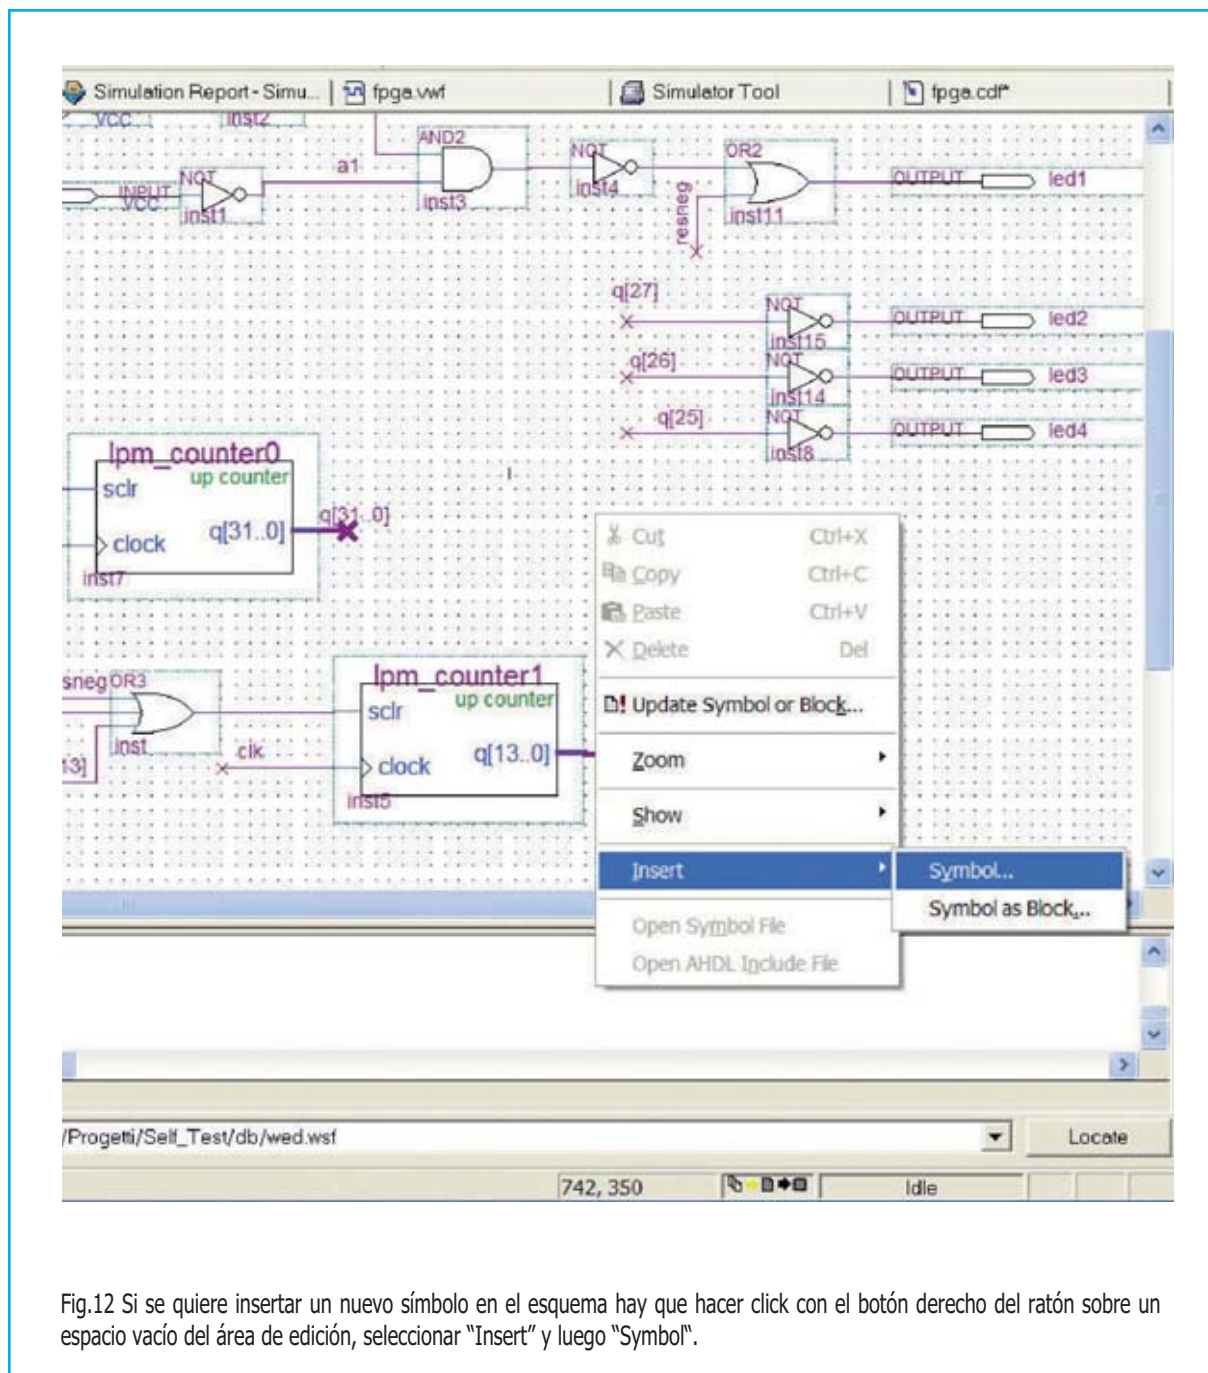 Simulation Report - Simu... fpga.vwf Simulator Tool fpga.cdf*
VCC inst2 AND2 NOT OR2
a1
INPUT NOT OUTPUT led1
VCC
inst1 inst3 inst4 resneg inst11
q[27] NOT OUTPUT led2
inst15
q[26] NOT OUTPUT led3
inst14
q[25] NOT OUTPUT led4
inst8
lpm_counter0
up counter
sclr
q[31..0] q[31..0]
clock
inst7
Cut Ctrl+X
Copy Ctrl+C
Paste Ctrl+V
Delete Del
Update Symbol or Block...
Zoom
Show
Insert
Open Symbol File
Open AHDL Include File
Symbol...
Symbol as Block...
sneg OR3 lpm_counter1
up counter
sclr
inst clk q[13..0]
13] clock
inst5
/Progetti/Self_Test/db/wed.wsf Locate
742, 350 Idle
Fig.12 Si se quiere insertar un nuevo símbolo en el esquema hay que hacer click con el botón derecho del ratón sobre un
espacio vacío del área de edición, seleccionar “Insert” y luego “Symbol“.